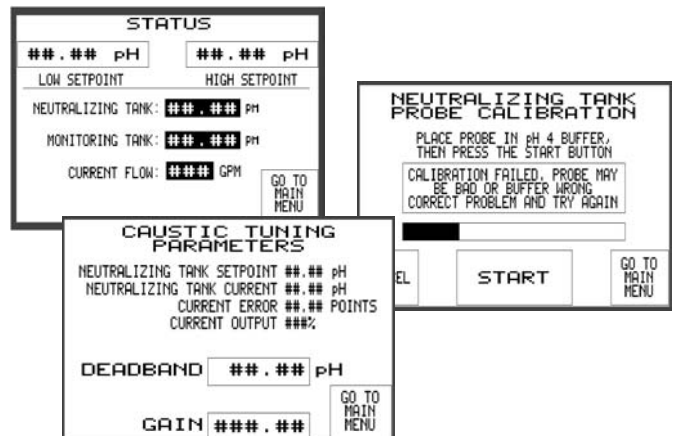 STATUS
##.## pH ##.## pH
LOW SETPOINT HIGH SETPOINT
NEUTRALIZING TANK: ##.## PH
MONITORING TANK: ##.## PH
CURRENT FLOW: ### GPM
GO TO
MAIN
MENU
NEUTRALIZING TANK
PROBE CALIBRATION
PLACE PROBE IN pH 4 BUFFER,
THEN PRESS THE START BUTTON
CALIBRATION FAILED. PROBE MAY
BE BAD OR BUFFER WRONG
CORRECT PROBLEM AND TRY AGAIN
EL START
GO TO
MAIN
MENU
CAUSTIC TUNING
PARAMETERS
NEUTRALIZING TANK SETPOINT ##.## pH
NEUTRALIZING TANK CURRENT ##.## pH
CURRENT ERROR ##.## POINTS
CURRENT OUTPUT ###%
DEADBAND ##.## pH
GAIN ###.##
GO TO
MAIN
MENU